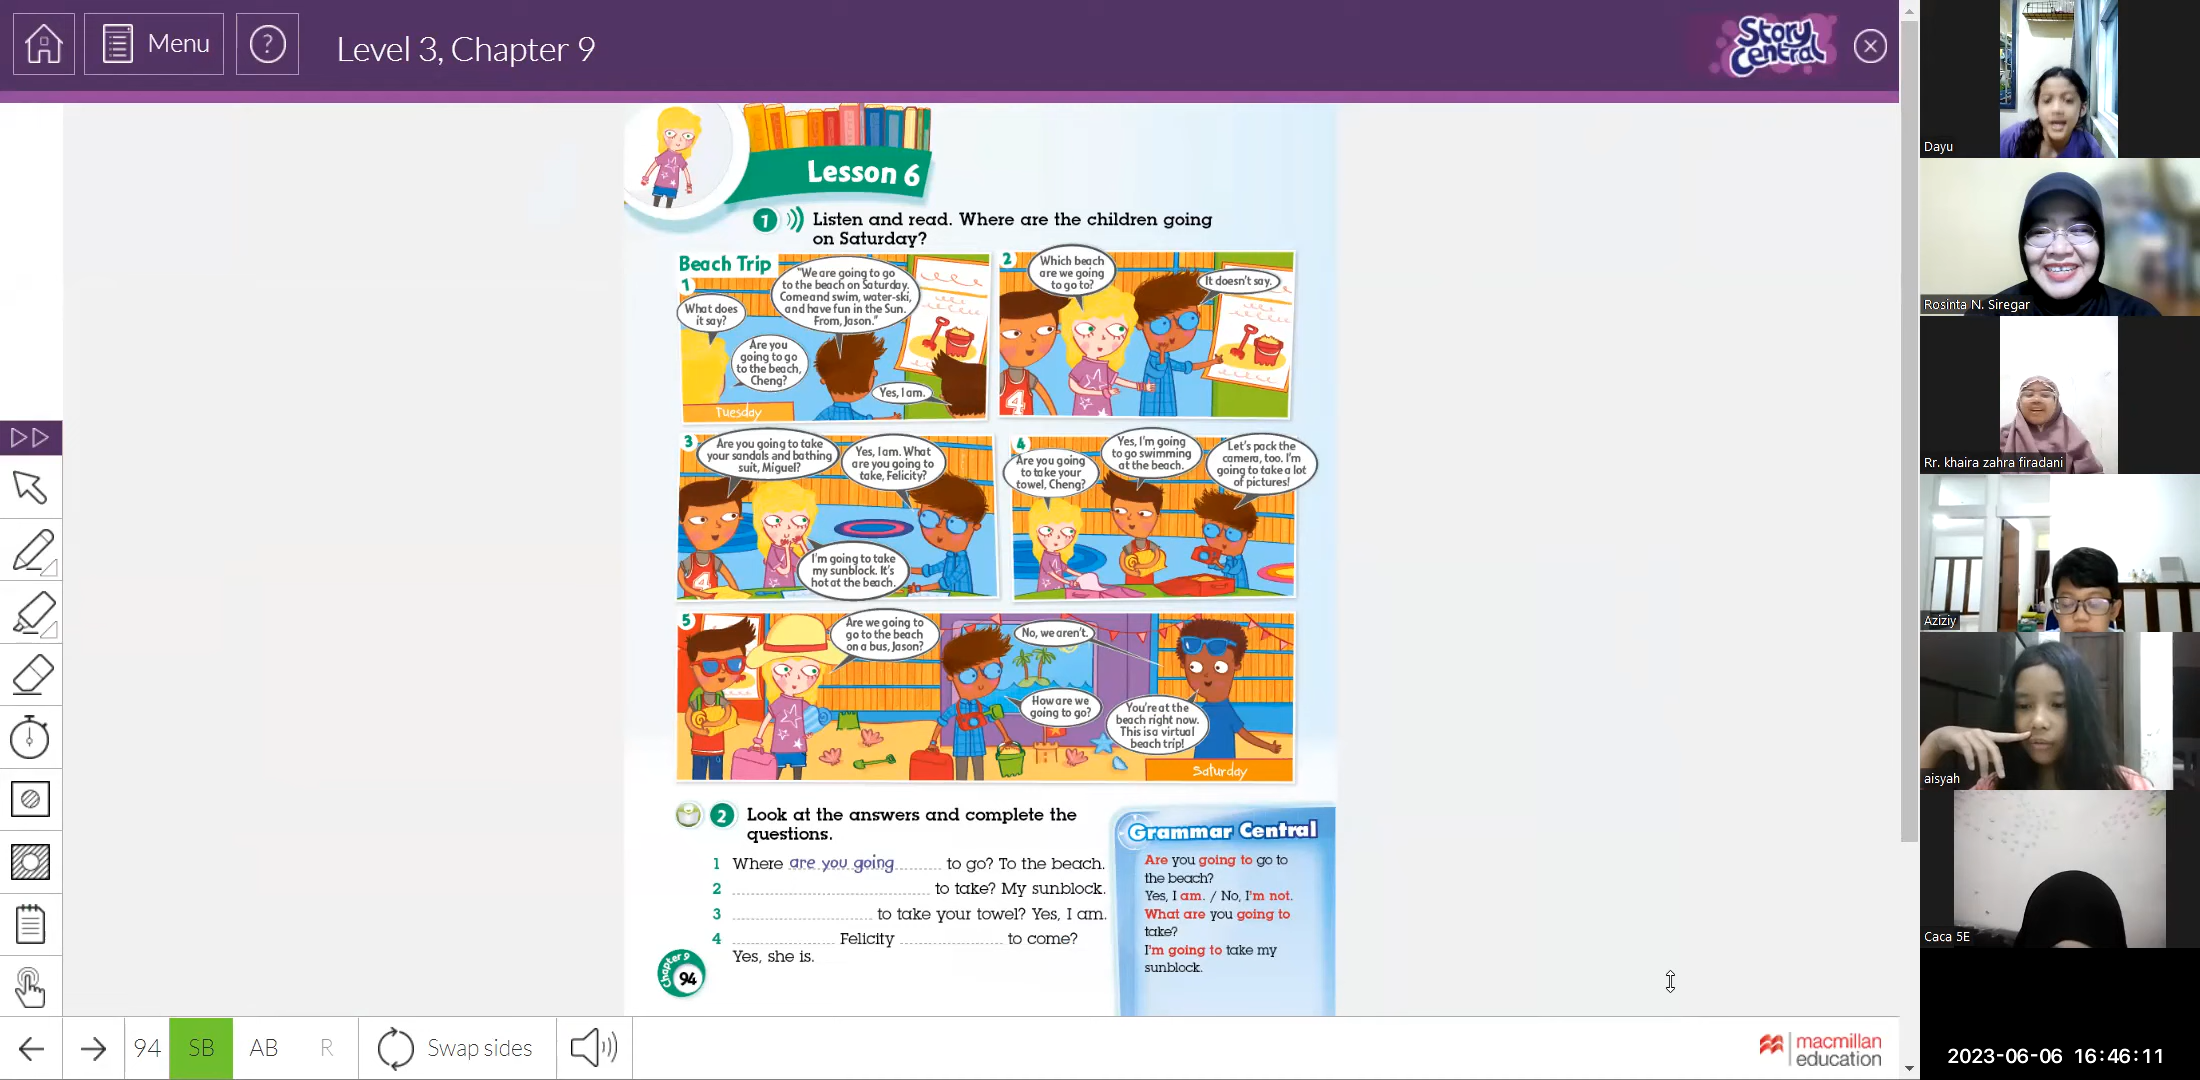 Menu
?
Level 3, Chapter 9
Story
Central
Lesson 6
1 Listen and read. Where are the children going
on Saturday?
Beach Trip
1
What does
it say?
"We are going to go
to the beach on Saturday.
Come and swim, water-ski,
and have fun in the Sun.
From, Jason."
Are you
going to go
to the beach,
Cheng?
Yes, I am.
Tuesday
2
Which beach
are we going
to go to?
It doesn't say.
4
3
Are you going to take
your sandals and bathing
suit, Miguel?
Yes, I am. What
are you going to
take, Felicity?
I'm going to take
my sunblock. It's
hot at the beach.
4
4
Are you going
to take your
towel, Cheng?
Yes, I'm going
to go swimming
at the beach.
Let's pack the
camera, too. I'm
going to take a lot
of pictures!
5
Are we going to
go to the beach
on a bus, Jason?
No, we aren't.
How are we
going to go?
You're at the
beach right now.
This is a virtual
beach trip!
Saturday
2 Look at the answers and complete the
questions.
1 Where are you going to go? To the beach.
2 to take? My sunblock.
3 to take your towel? Yes, I am.
4 Felicity to come?
Yes, she is.
Grammar Central
Are you going to go to
the beach?
Yes, I am. / No, I'm not.
What are you going to
take?
I'm going to take my
sunblock.
Chapter 9
94
94
SB
AB
R
Swap sides
macmillan
education
Dayu
Rosinta N. Siregar
Rr. khaira zahra firadani
Aziziy
aisyah
Caca 5E
2023-06-06 16:46:11